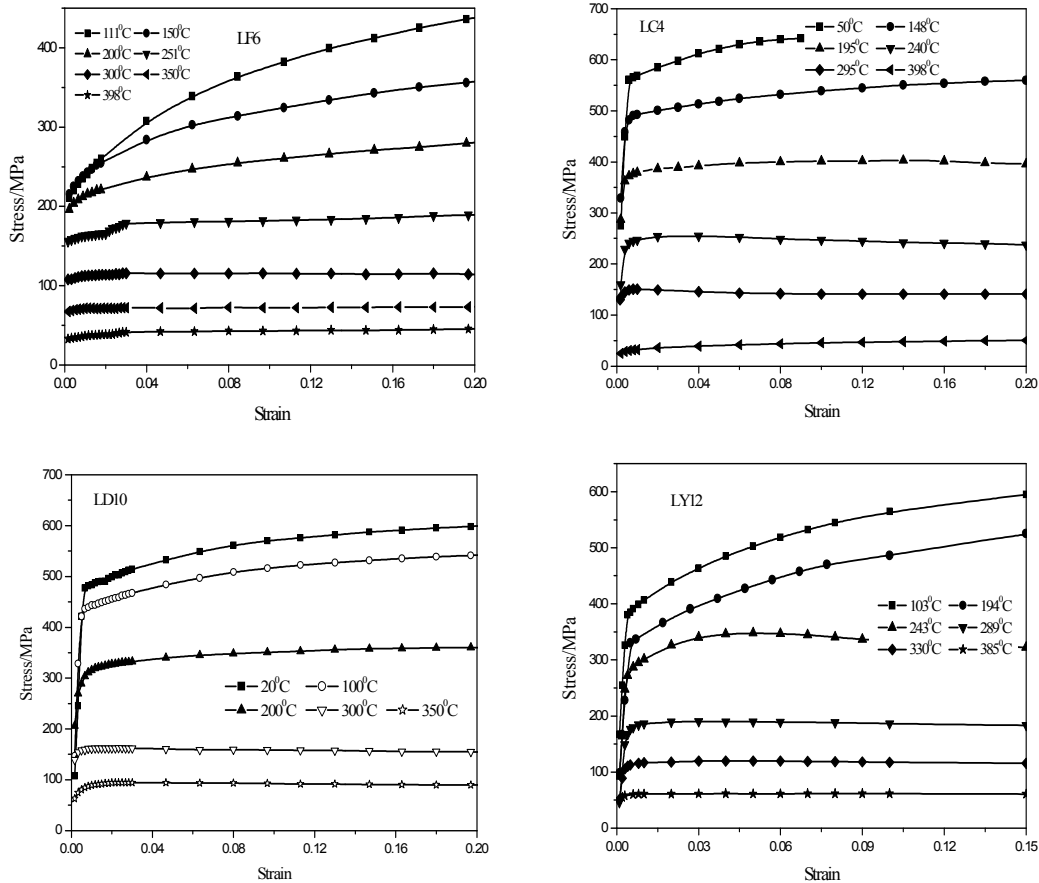 LF6
111⁰C 150⁰C
200⁰C 251⁰C
300⁰C 350⁰C
398⁰C
Stress/MPa
400
300
200
100
0
0.00 0.04 0.08 0.12 0.16 0.20
Strain
LC4
50⁰C 148⁰C
195⁰C 240⁰C
295⁰C 398⁰C
Stress/MPa
700
600
500
400
300
200
100
0
0.00 0.04 0.08 0.12 0.16 0.20
Strain
LD10
20⁰C 100⁰C
200⁰C 300⁰C 350⁰C
Stress/MPa
700
600
500
400
300
200
100
0
0.00 0.04 0.08 0.12 0.16 0.20
Strain
LY12
103⁰C 194⁰C
243⁰C 289⁰C
330⁰C 385⁰C
Stress/MPa
600
500
400
300
200
100
0
0.00 0.03 0.06 0.09 0.12 0.15
Strain